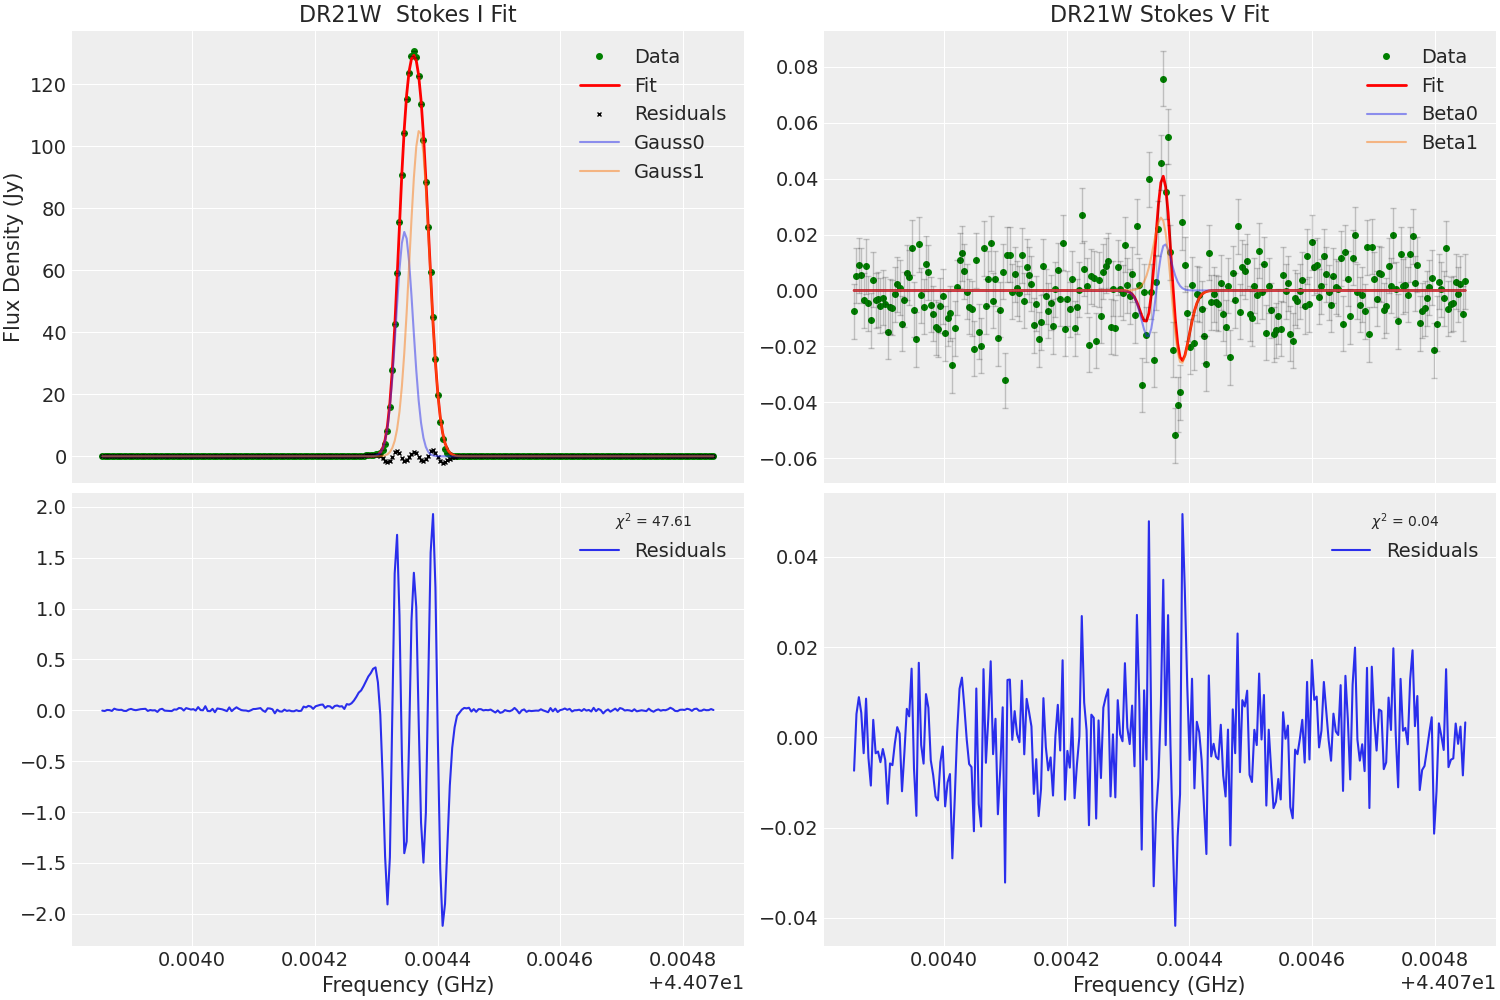 DR21W  Stokes I Fit
Flux Density (Jy)
120
100
80
60
40
20
0
Data
Fit
Residuals
Gauss0
Gauss1
DR21W Stokes V Fit
0.08
0.06
0.04
0.02
0.00
−0.02
−0.04
−0.06
Data
Fit
Beta0
Beta1
2.0
1.5
1.0
0.5
0.0
−0.5
−1.0
−1.5
−2.0
χ² = 47.61
Residuals
0.0040 0.0042 0.0044 0.0046 0.0048
Frequency (GHz)
+4.407e1
0.04
0.02
0.00
−0.02
−0.04
χ² = 0.04
Residuals
0.0040 0.0042 0.0044 0.0046 0.0048
Frequency (GHz)
+4.407e1